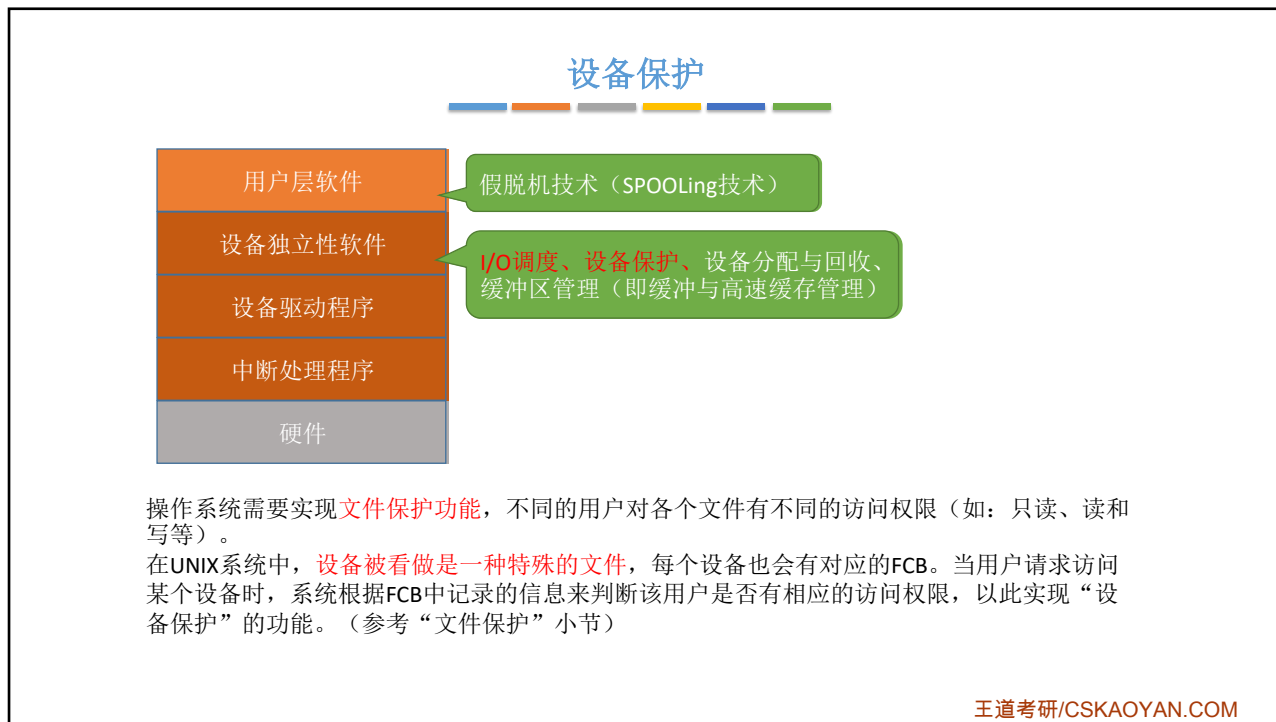 设备保护
用户层软件
假脱机技术（SPOOLing技术）
设备独立性软件
I/O调度、设备保护、设备分配与回收、
缓冲区管理（即缓冲与高速缓存管理）
设备驱动程序
中断处理程序
硬件
操作系统需要实现文件保护功能，不同的用户对各个文件有不同的访问权限（如：只读、读和
写等）。
在UNIX系统中，设备被看做是一种特殊的文件，每个设备也会有对应的FCB。当用户请求访问
某个设备时，系统根据FCB中记录的信息来判断该用户是否有相应的访问权限，以此实现“设
备保护”的功能。（参考“文件保护”小节）
王道考研/CSKAOYAN.COM